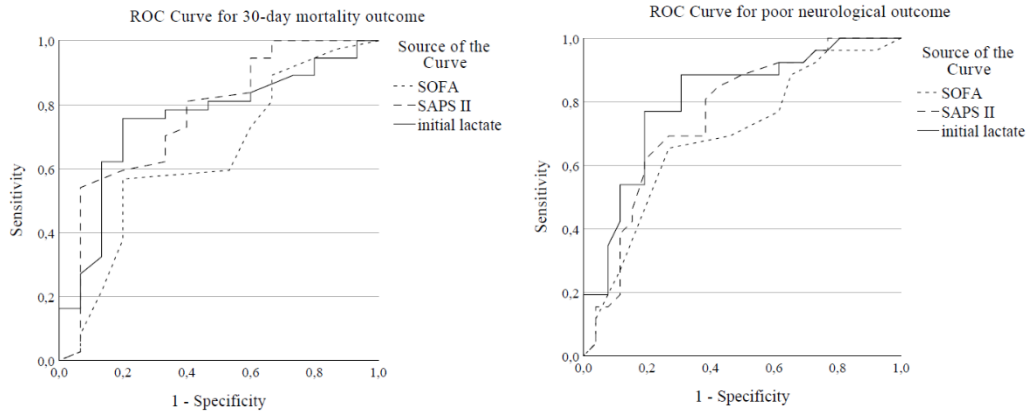 ROC Curve for 30-day mortality outcome
1,0
0,8
0,6
0,4
0,2
0,0
Sensitivity
0,0 0,2 0,4 0,6 0,8 1,0
1 - Specificity
Source of the
Curve
SOFA
SAPS II
initial lactate
ROC Curve for poor neurological outcome
1,0
0,8
0,6
0,4
0,2
0,0
Sensitivity
0,0 0,2 0,4 0,6 0,8 1,0
1 - Specificity
Source of the
Curve
SOFA
SAPS II
initial lactate